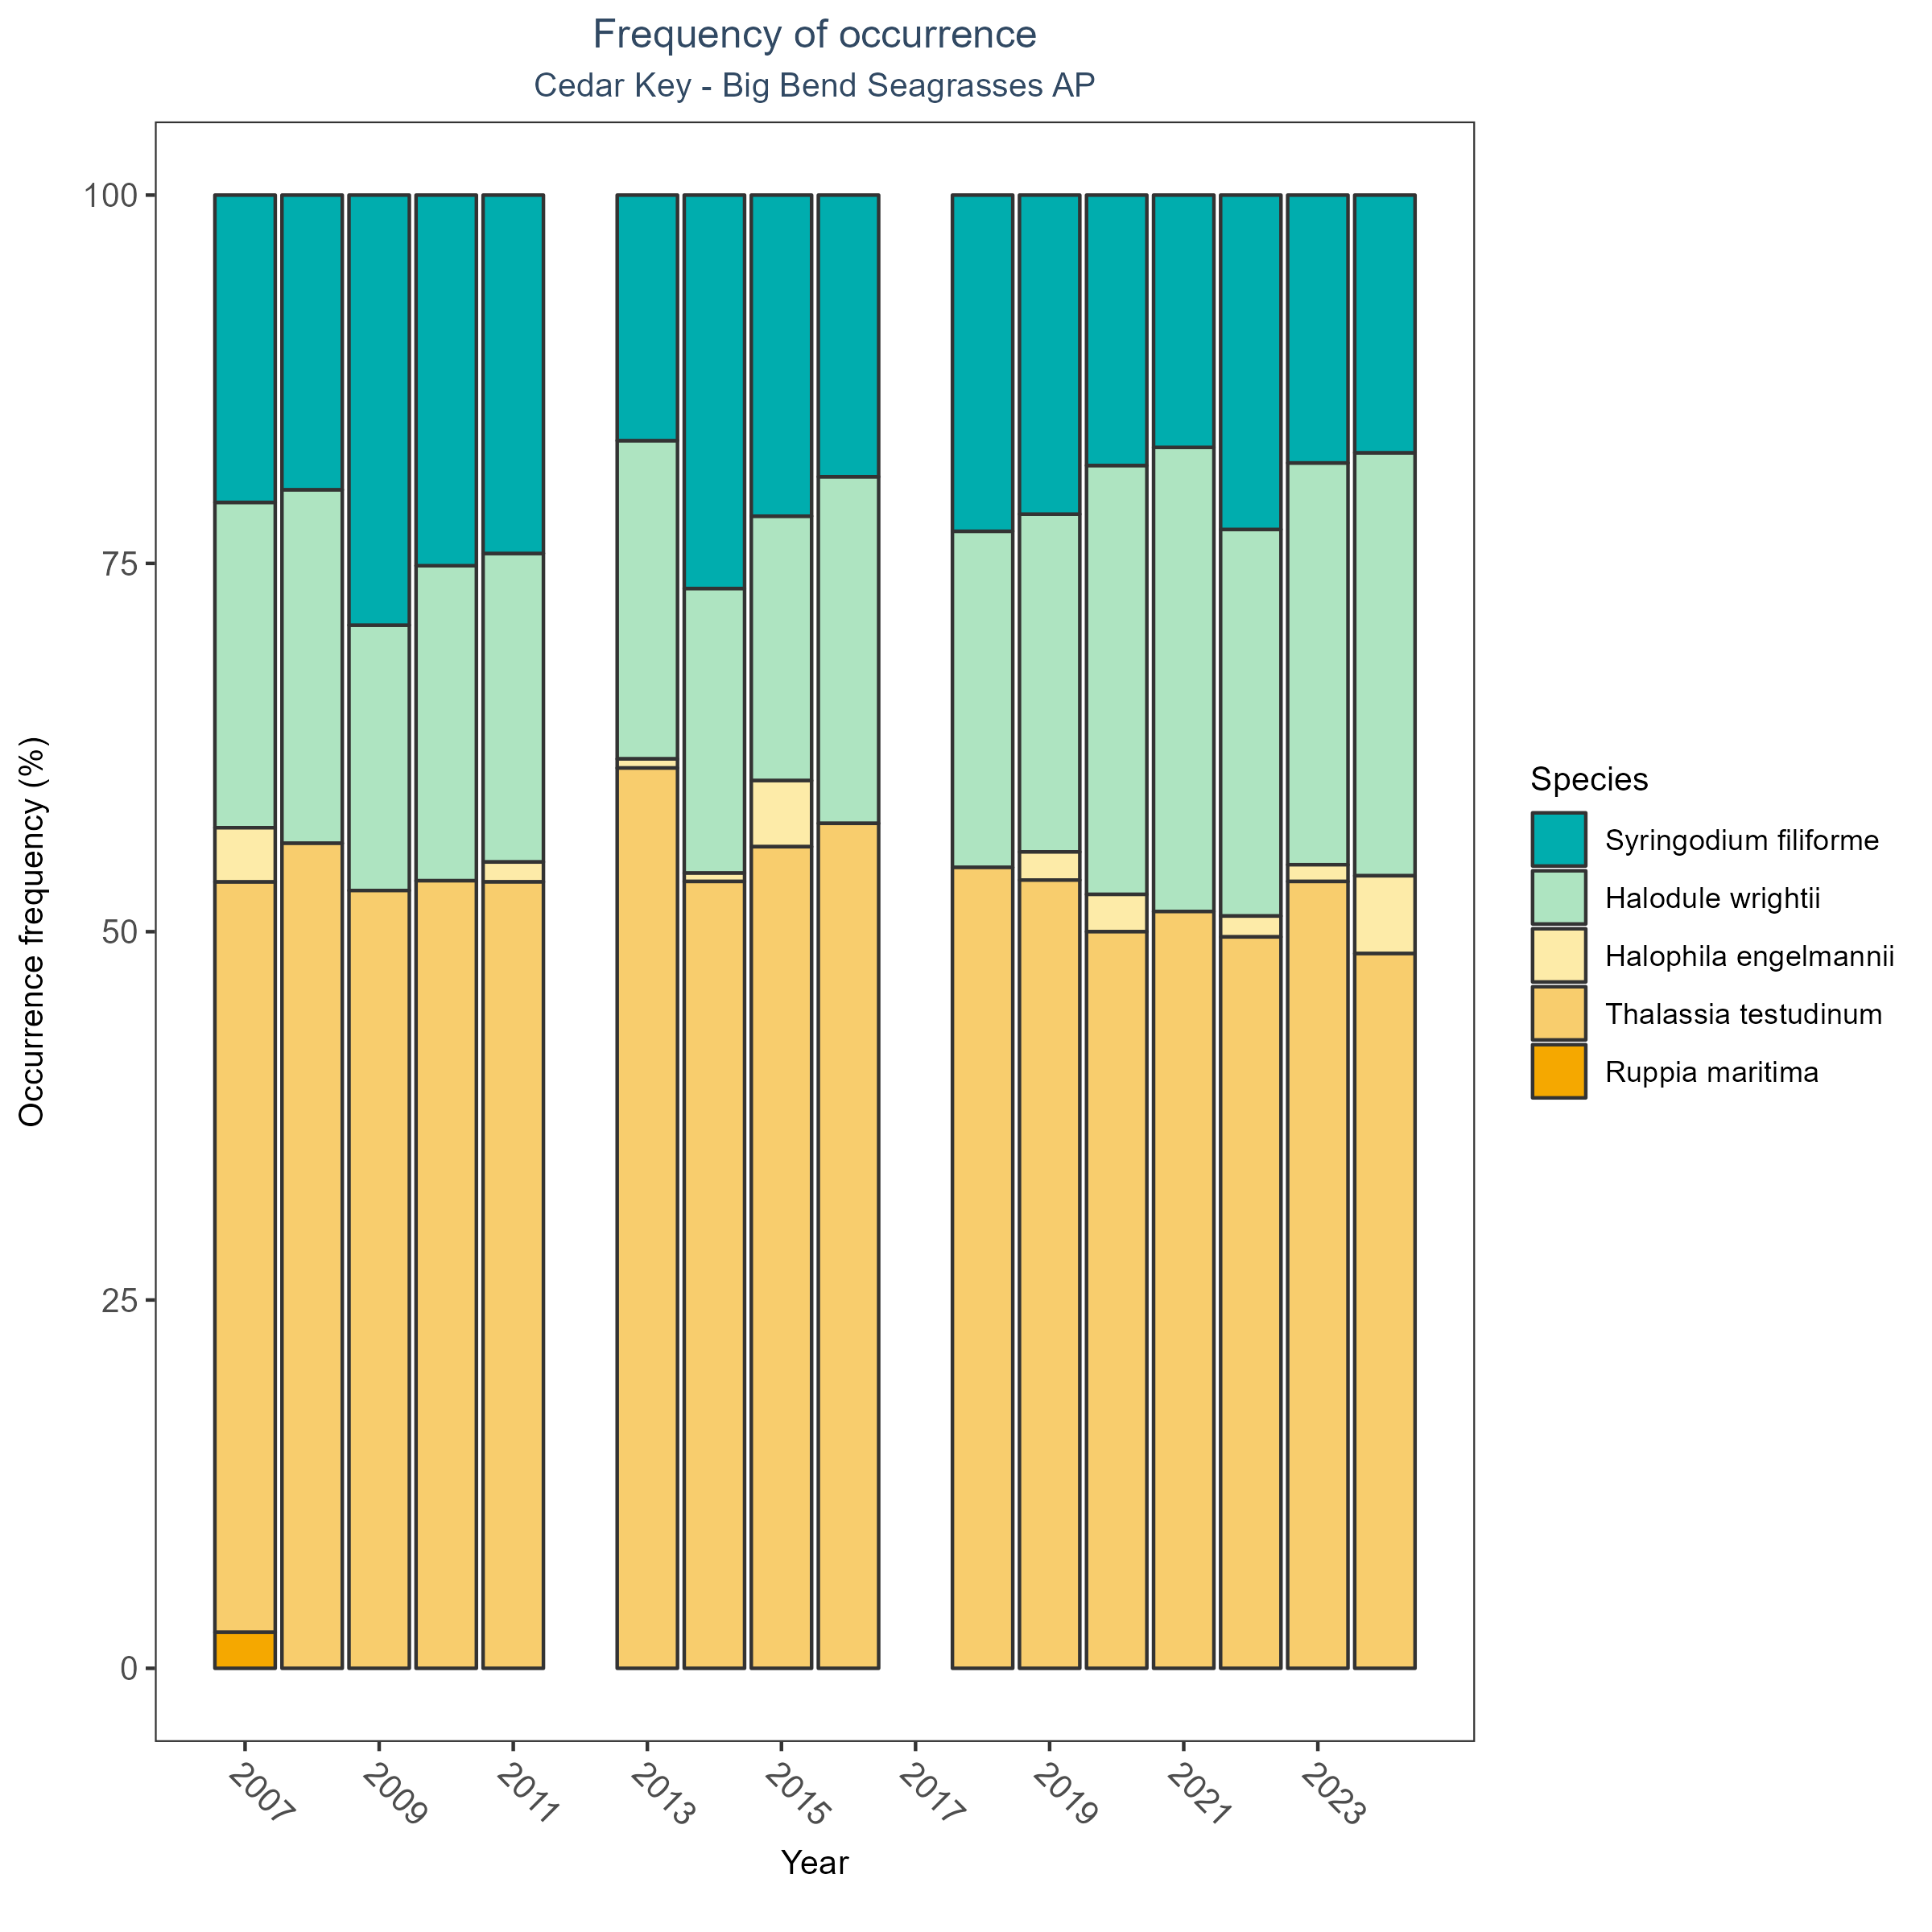 Frequency of occurrence
Cedar Key - Big Bend Seagrasses AP
Occurrence frequency (%)
100
75
50
25
0
2007
2009
2011
2013
2015
2017
2019
2021
2023
Year
Species
Syringodium filiforme
Halodule wrightii
Halophila engelmannii
Thalassia testudinum
Ruppia maritima